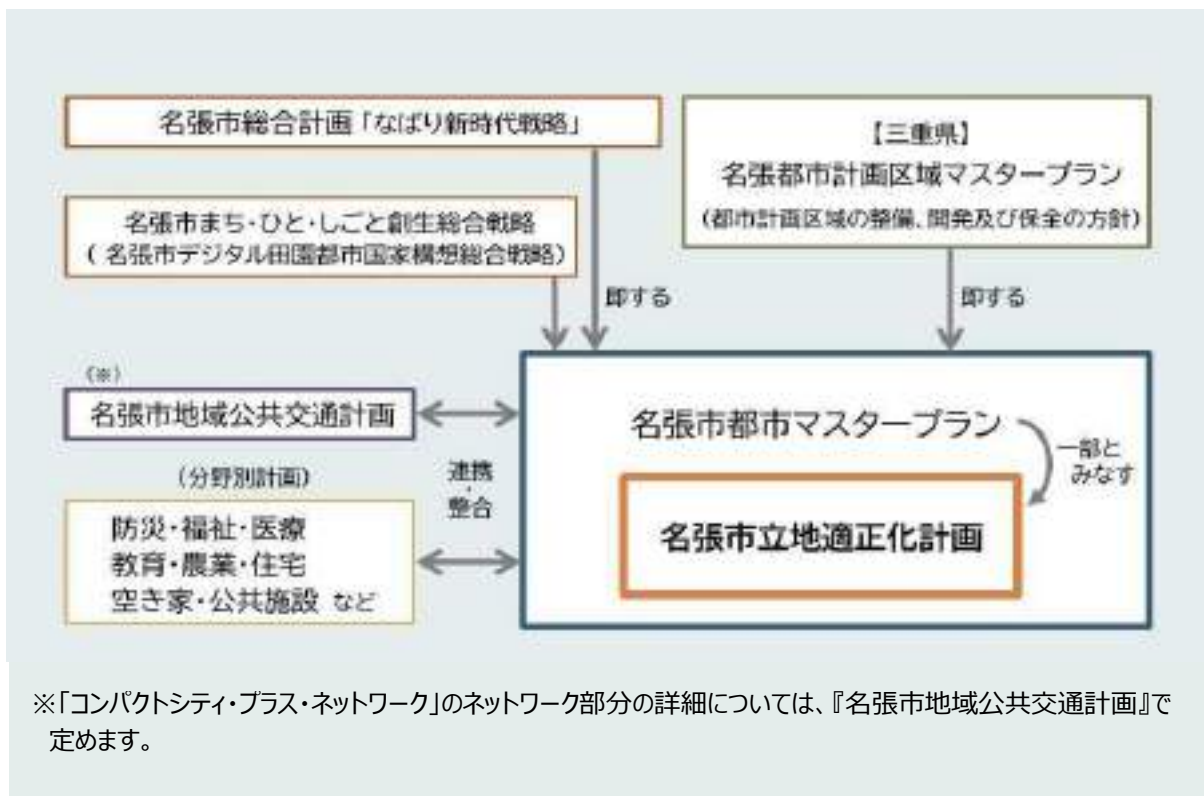 名張市総合計画「なばり新時代戦略」
名張市まち・ひと・しごと創生総合戦略
(名張市デジタル田園都市国家構想総合戦略)
【三重県】
名張都市計画区域マスタープラン
(都市計画区域の整備、開発及び保全の方針)
即する
即する
(※)
名張市地域公共交通計画
(分野別計画)
防災・福祉・医療
教育・農業・住宅
空き家・公共施設 など
連携
・
整合
名張市都市マスタープラン
一部と
みなす
名張市立地適正化計画
※「コンパクトシティ・プラス・ネットワーク」のネットワーク部分の詳細については、『名張市地域公共交通計画』で
定めます。